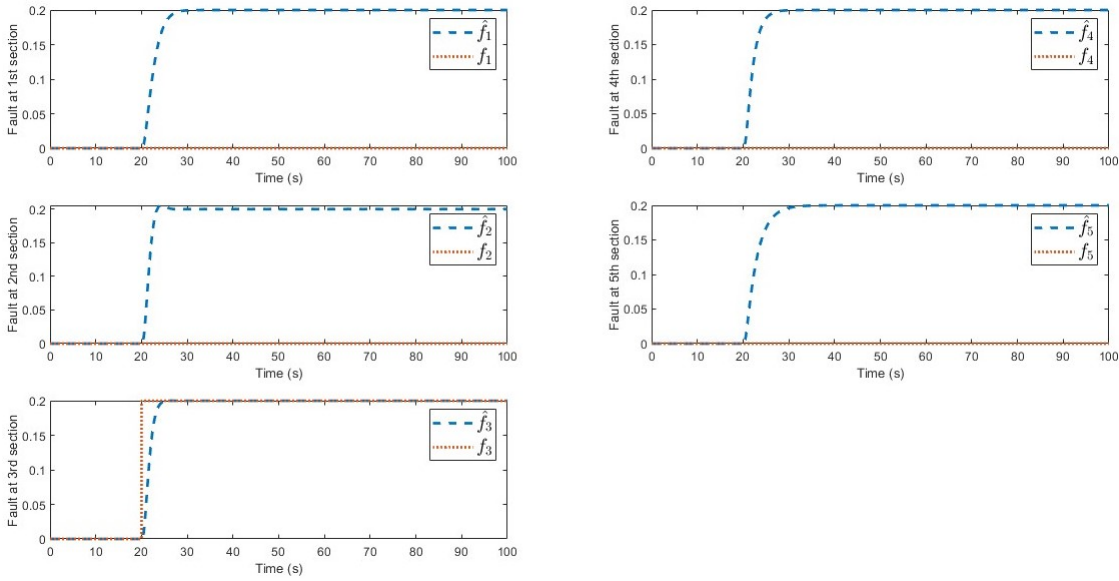 Fault at 1st section
0.2
0.15
0.1
0.05
0
0 10 20 30 40 50 60 70 80 90 100
Time (s)
f̂₁
f₁
Fault at 2nd section
0.2
0.15
0.1
0.05
0
0 10 20 30 40 50 60 70 80 90 100
Time (s)
f̂₂
f₂
Fault at 3rd section
0.2
0.15
0.1
0.05
0
0 10 20 30 40 50 60 70 80 90 100
Time (s)
f̂₃
f₃
Fault at 4th section
0.2
0.15
0.1
0.05
0
0 10 20 30 40 50 60 70 80 90 100
Time (s)
f̂₄
f₄
Fault at 5th section
0.2
0.15
0.1
0.05
0
0 10 20 30 40 50 60 70 80 90 100
Time (s)
f̂₅
f₅